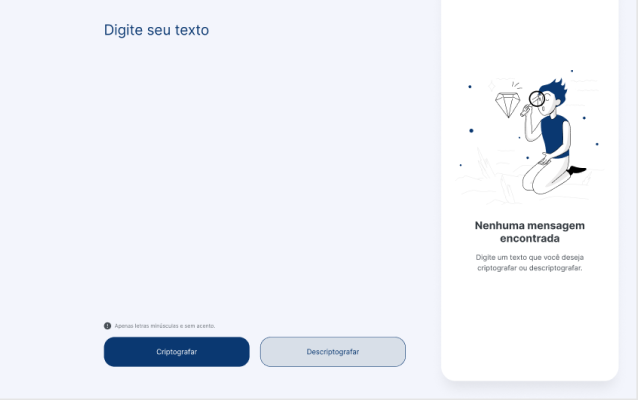 Digite seu texto
Nenhuma mensagem
encontrada
Digite um texto que você deseja
criptografar ou descriptografar.
Apenas letras minúsculas e sem acento.
Criptografar
Descriptografar